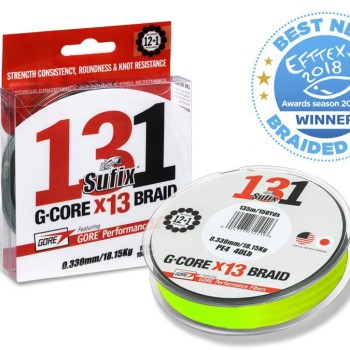 12+1
STRENGTH CONSISTENCY, ROUNDNESS & KNOT RESISTANCE
131
Sufix
G-CORE X13 BRAID
GORE
Featuring
GORE Performance
0.330mm/18.15Kg
BEST NEW
EFTTEX
2018
Awards season
WINNER
BRAIDED
131
Sufix
12+1
135m/150Yds
0.330mm/18.15Kg
PE4 40Lb
G-CORE X13 BRAID
GORE
GORE Performance Fibers